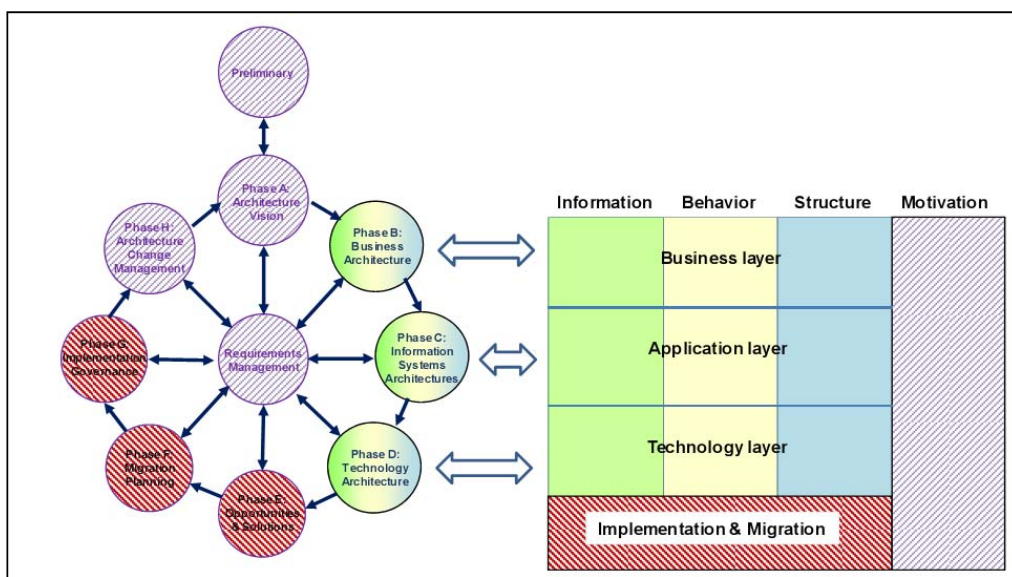 Preliminary
Phase A:
Architecture
Vision
Phase H:
Architecture
Change
Management
Phase B:
Business
Architecture
Phase G:
Implementation
Governance
Requirements
Management
Phase C:
Information
Systems
Architectures
Phase F:
Migration
Planning
Phase D:
Technology
Architecture
Phase E:
Opportunities
& Solutions
Information Behavior Structure Motivation
Business layer
Application layer
Technology layer
Implementation & Migration